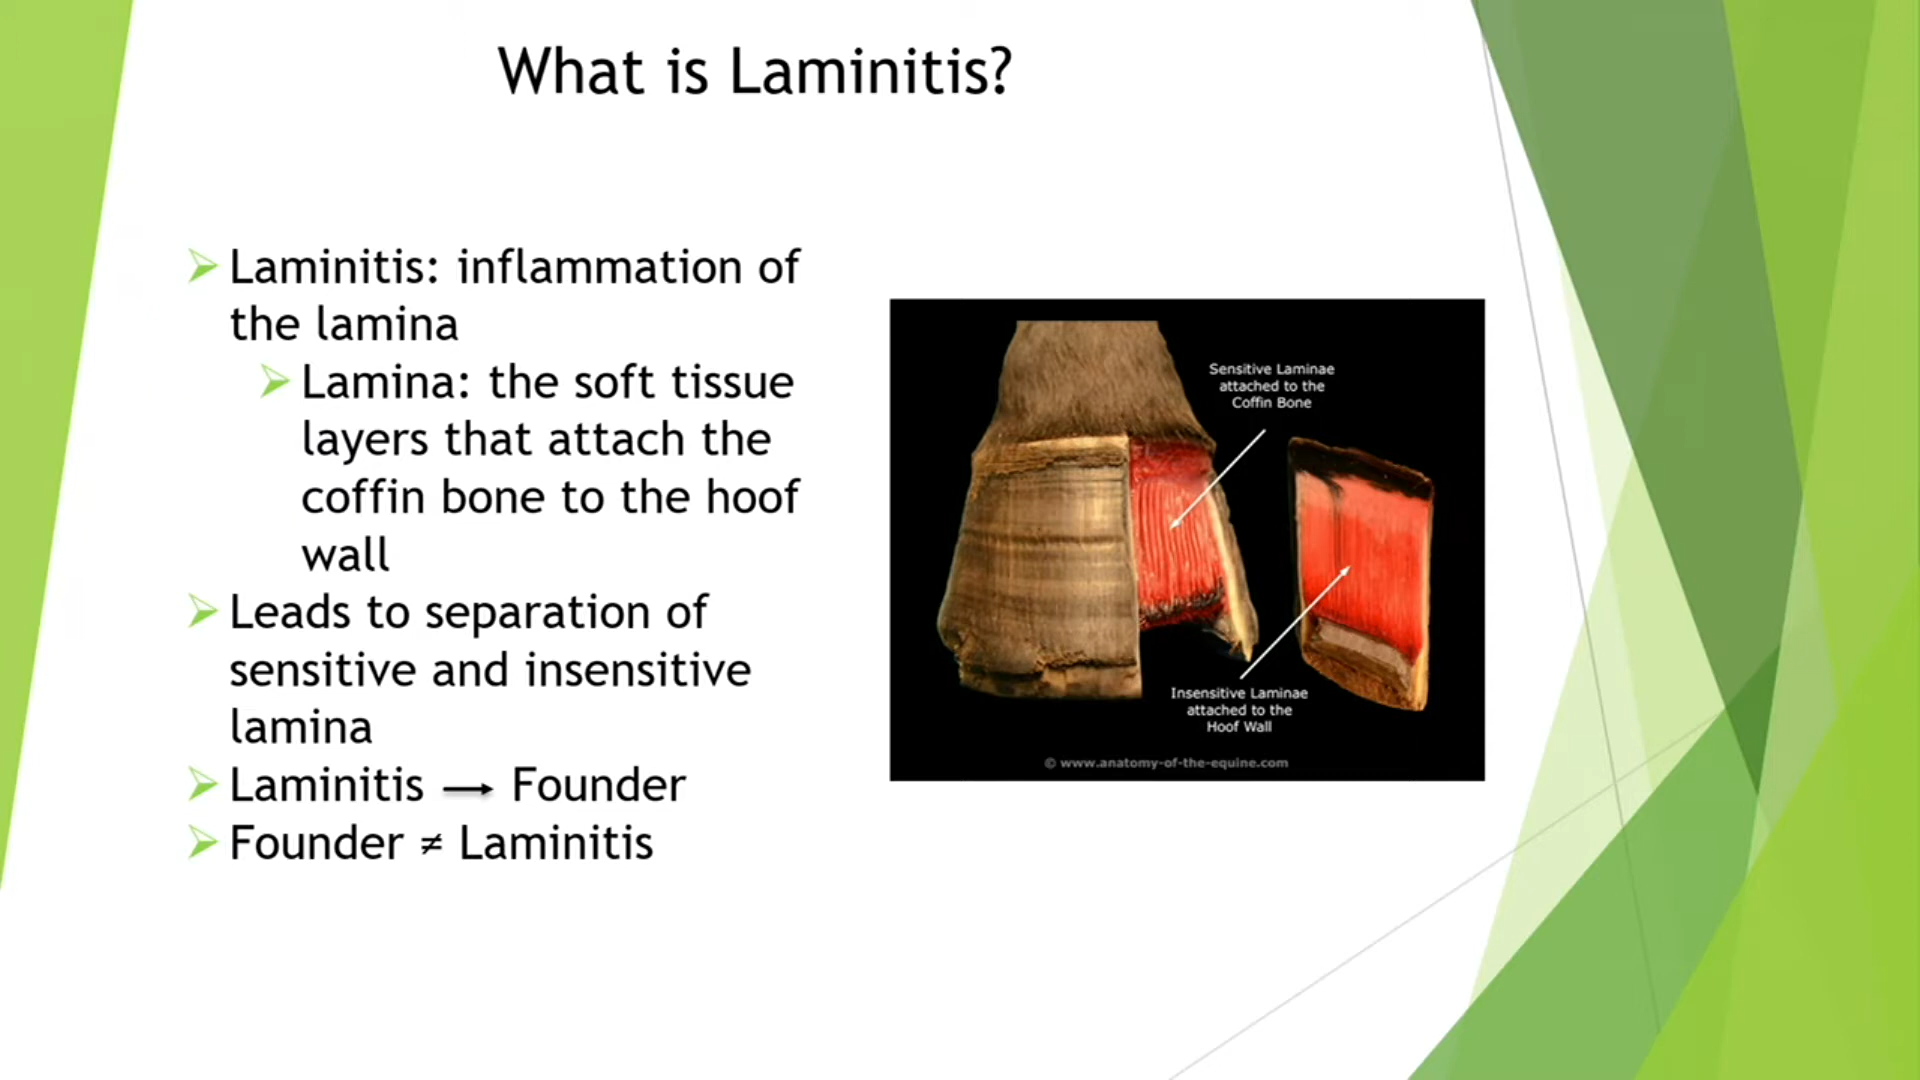 What is Laminitis?
Laminitis: inflammation of
the lamina
Lamina: the soft tissue
layers that attach the
coffin bone to the hoof
wall
Leads to separation of
sensitive and insensitive
lamina
Laminitis → Founder
Founder ≠ Laminitis
Sensitive Laminae
attached to the
Coffin Bone
Insensitive Laminae
attached to the
Hoof Wall
© www.anatomy-of-the-equine.com